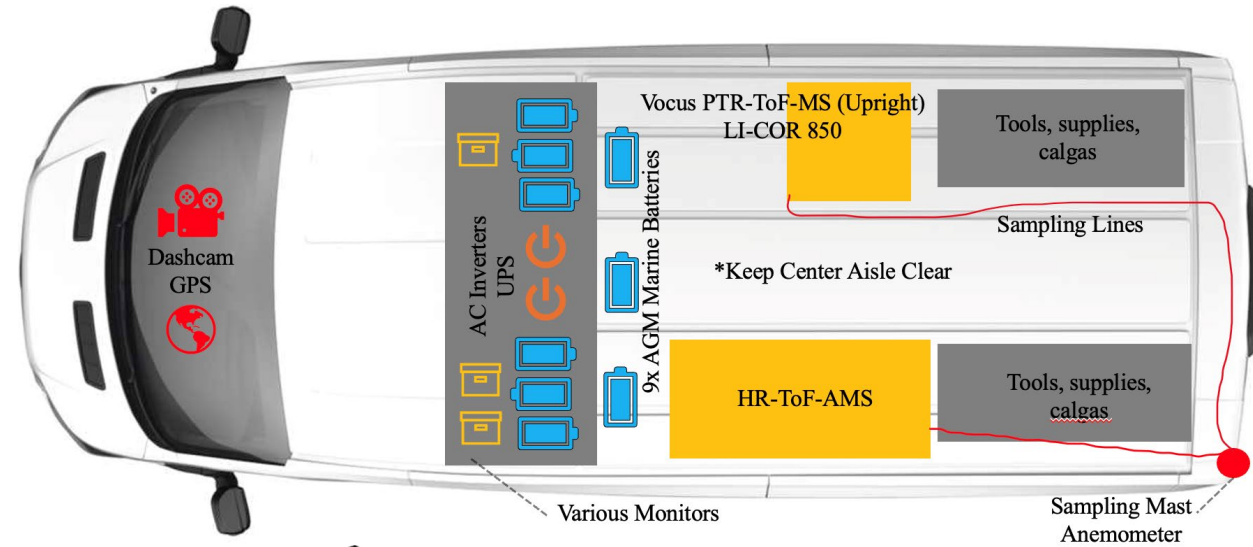 Dashcam
GPS
AC Inverters
UPS
9x AGM Marine Batteries
Vocus PTR-ToF-MS (Upright)
LI-COR 850
Tools, supplies,
calgas
Sampling Lines
*Keep Center Aisle Clear
HR-ToF-AMS
Tools, supplies,
calgas
Various Monitors
Sampling Mast
Anemometer